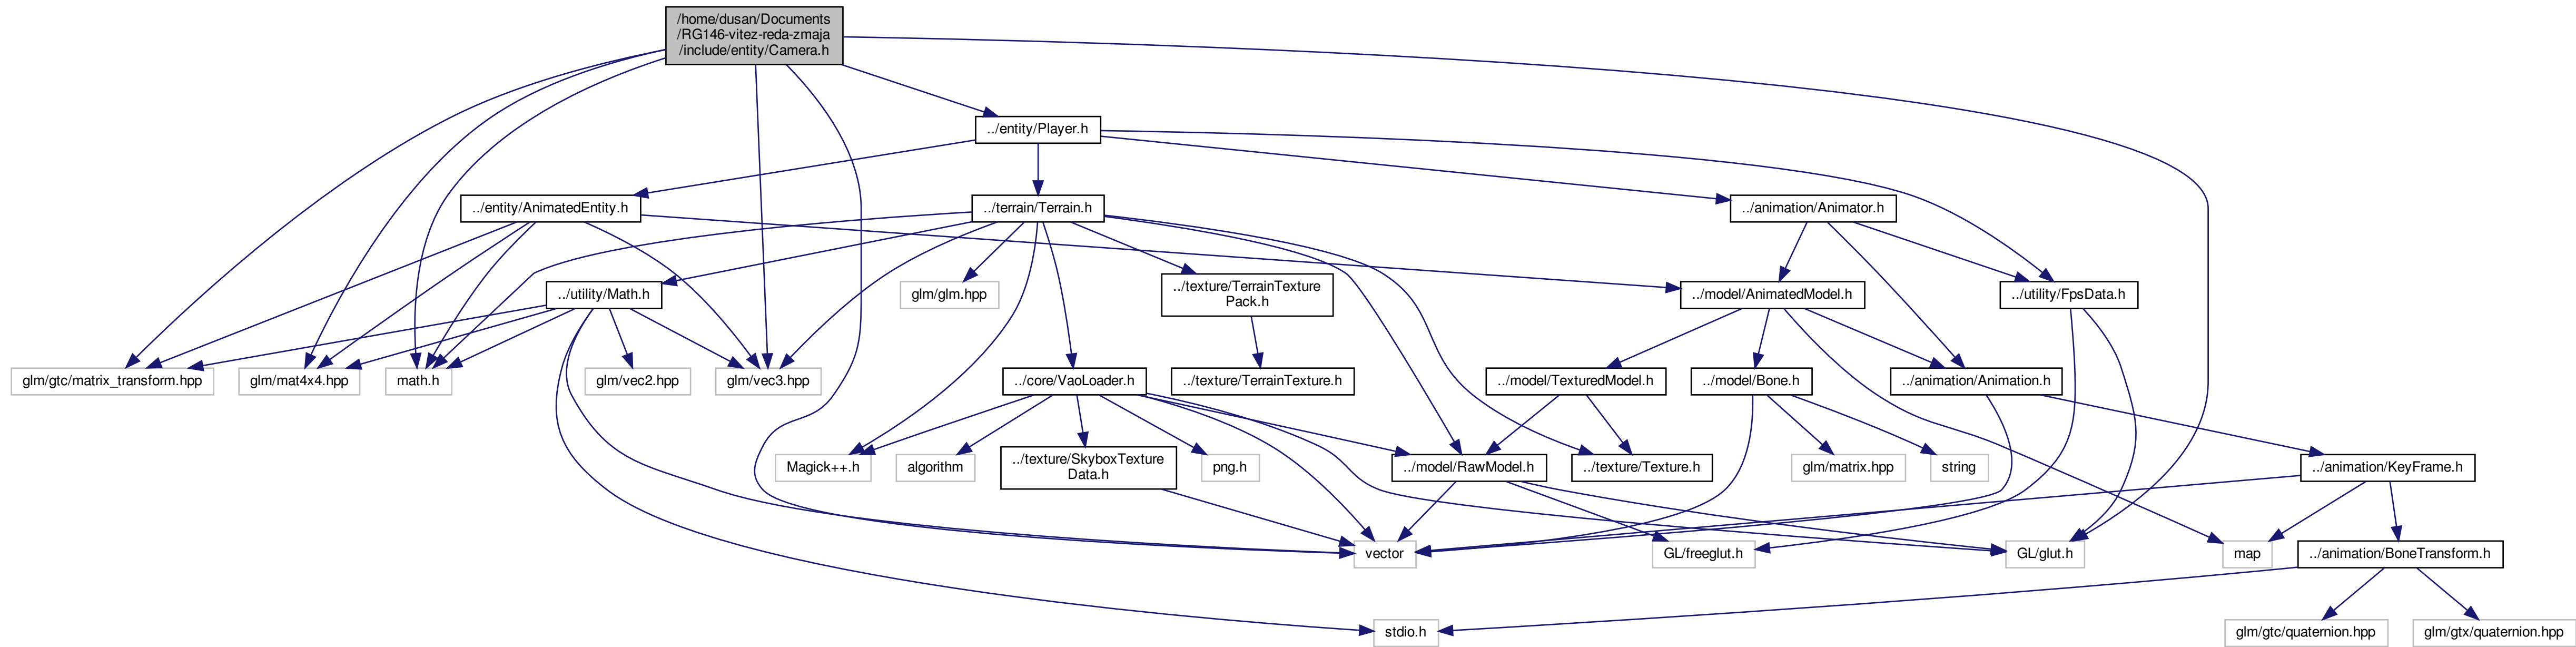 /home/dusan/Documents
/RG146-vitez-reda-zmaja
/include/entity/Camera.h
../entity/Player.h
../entity/AnimatedEntity.h
../terrain/Terrain.h
../animation/Animator.h
../utility/Math.h
glm/glm.hpp
../texture/TerrainTexture
Pack.h
../model/AnimatedModel.h
../utility/FpsData.h
glm/gtc/matrix_transform.hpp
glm/mat4x4.hpp
math.h
glm/vec2.hpp
glm/vec3.hpp
../core/VaoLoader.h
../texture/TerrainTexture.h
../model/TexturedModel.h
../model/Bone.h
../animation/Animation.h
Magick++.h
algorithm
../texture/SkyboxTexture
Data.h
png.h
../model/RawModel.h
../texture/Texture.h
glm/matrix.hpp
string
../animation/KeyFrame.h
vector
GL/freeglut.h
GL/glut.h
map
../animation/BoneTransform.h
stdio.h
glm/gtc/quaternion.hpp
glm/gtx/quaternion.hpp